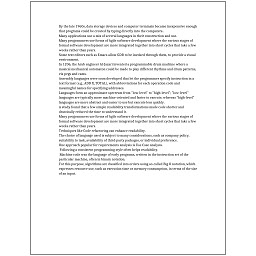 By the late 1960s, data storage devices and computer terminals became inexpensive enough
that programs could be created by typing directly into the computers.
Many applications use a mix of several languages in their construction and use.
Many programmers use forms of Agile software development where the various stages of
formal software development are more integrated together into short cycles that take a few
weeks rather than years.
Some text editors such as Emacs allow GDB to be invoked through them, to provide a visual
environment.
In 1206, the Arab engineer Al-Jazari invented a programmable drum machine where a
musical mechanical automaton could be made to play different rhythms and drum patterns,
via pegs and cams.
Assembly languages were soon developed that let the programmer specify instruction in a
text format (e.g., ADD X, TOTAL), with abbreviations for each operation code and
meaningful names for specifying addresses.
Languages form an approximate spectrum from "low-level" to "high-level"; "low-level"
languages are typically more machine-oriented and faster to execute, whereas "high-level"
languages are more abstract and easier to use but execute less quickly.
A study found that a few simple readability transformations made code shorter and
drastically reduced the time to understand it.
Many programmers use forms of Agile software development where the various stages of
formal software development are more integrated together into short cycles that take a few
weeks rather than years.
Techniques like Code refactoring can enhance readability.
The choice of language used is subject to many considerations, such as company policy,
suitability to task, availability of third-party packages, or individual preference.
One approach popular for requirements analysis is Use Case analysis.
Following a consistent programming style often helps readability.
Machine code was the language of early programs, written in the instruction set of the
particular machine, often in binary notation.
For this purpose, algorithms are classified into orders using so-called Big O notation, which
expresses resource use, such as execution time or memory consumption, in terms of the size
of an input.